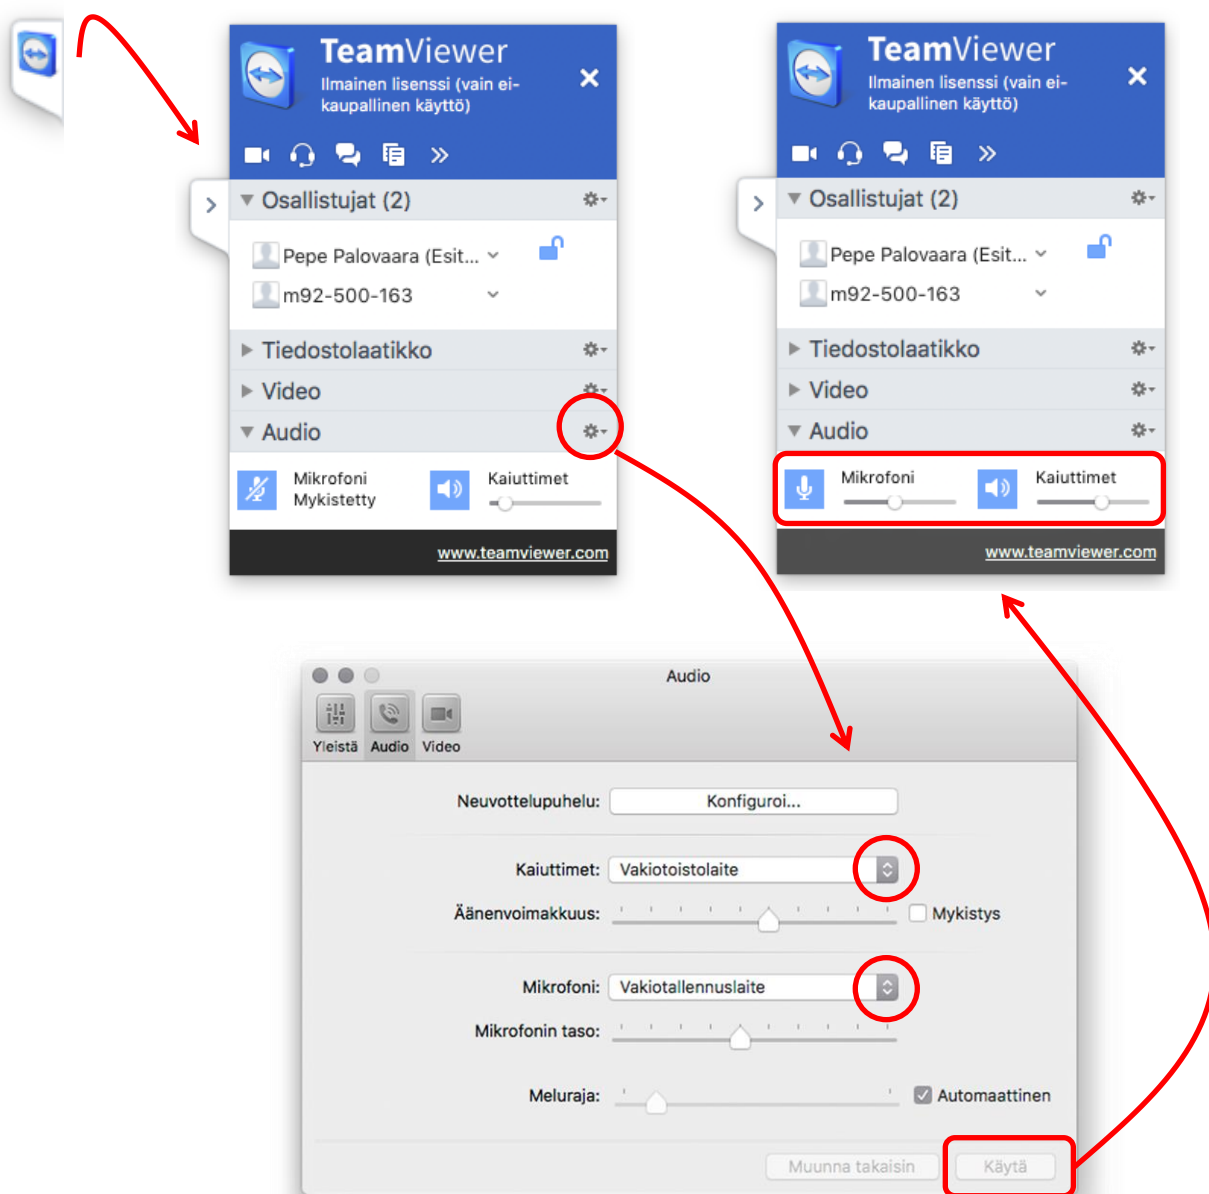 TeamViewer
Ilmainen lisenssi (vain ei-
kaupallinen käyttö)
Osallistujat (2)
Pepe Palovaara (Esit...
m92-500-163
Tiedostolaatikko
Video
Audio
Mikrofoni
Mykistetty
Kaiuttimet
www.teamviewer.com
TeamViewer
Ilmainen lisenssi (vain ei-
kaupallinen käyttö)
Osallistujat (2)
Pepe Palovaara (Esit...
m92-500-163
Tiedostolaatikko
Video
Audio
Mikrofoni
Kaiuttimet
www.teamviewer.com
Audio
Yleistä Audio Video
Neuvottelupuhelu: Konfiguroi...
Kaiuttimet: Vakiotoistolaite
Äänenvoimakkuus: Mykistys
Mikrofoni: Vakiotallennuslaite
Mikrofonin taso:
Meluraja: Automaattinen
Muunna takaisin Käytä